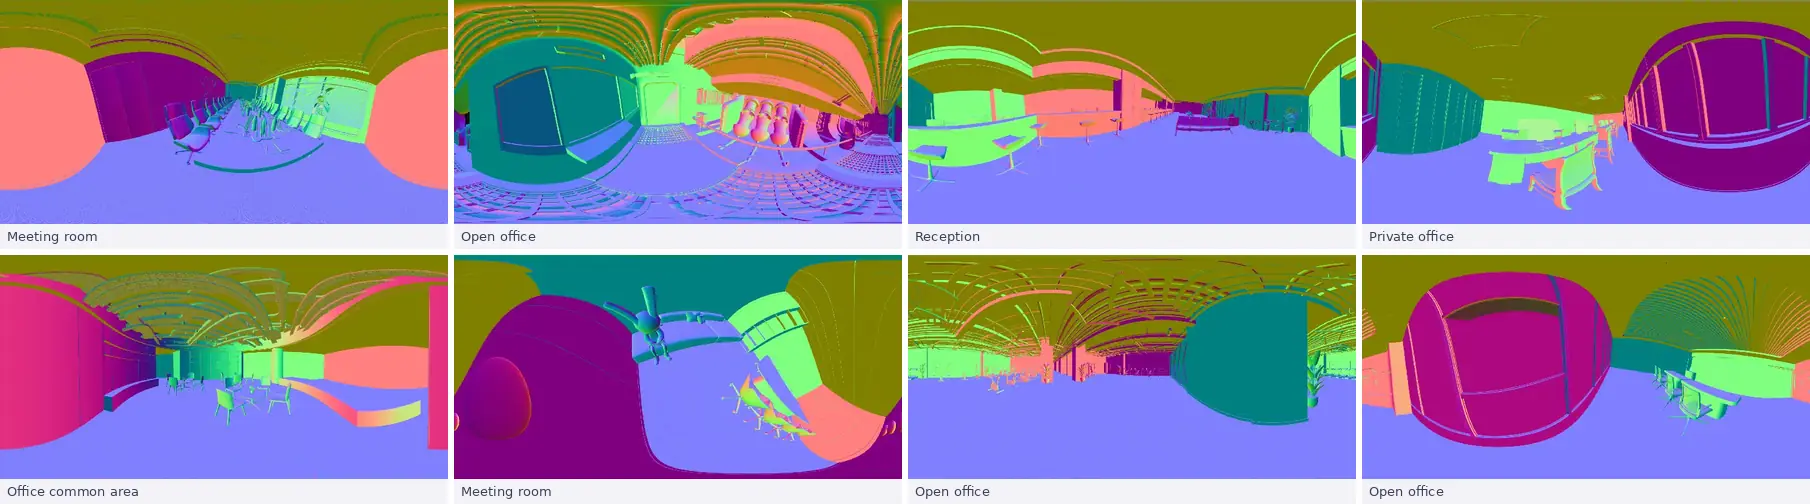 Meeting room
Open office
Reception
Private office
Office common area
Meeting room
Open office
Open office